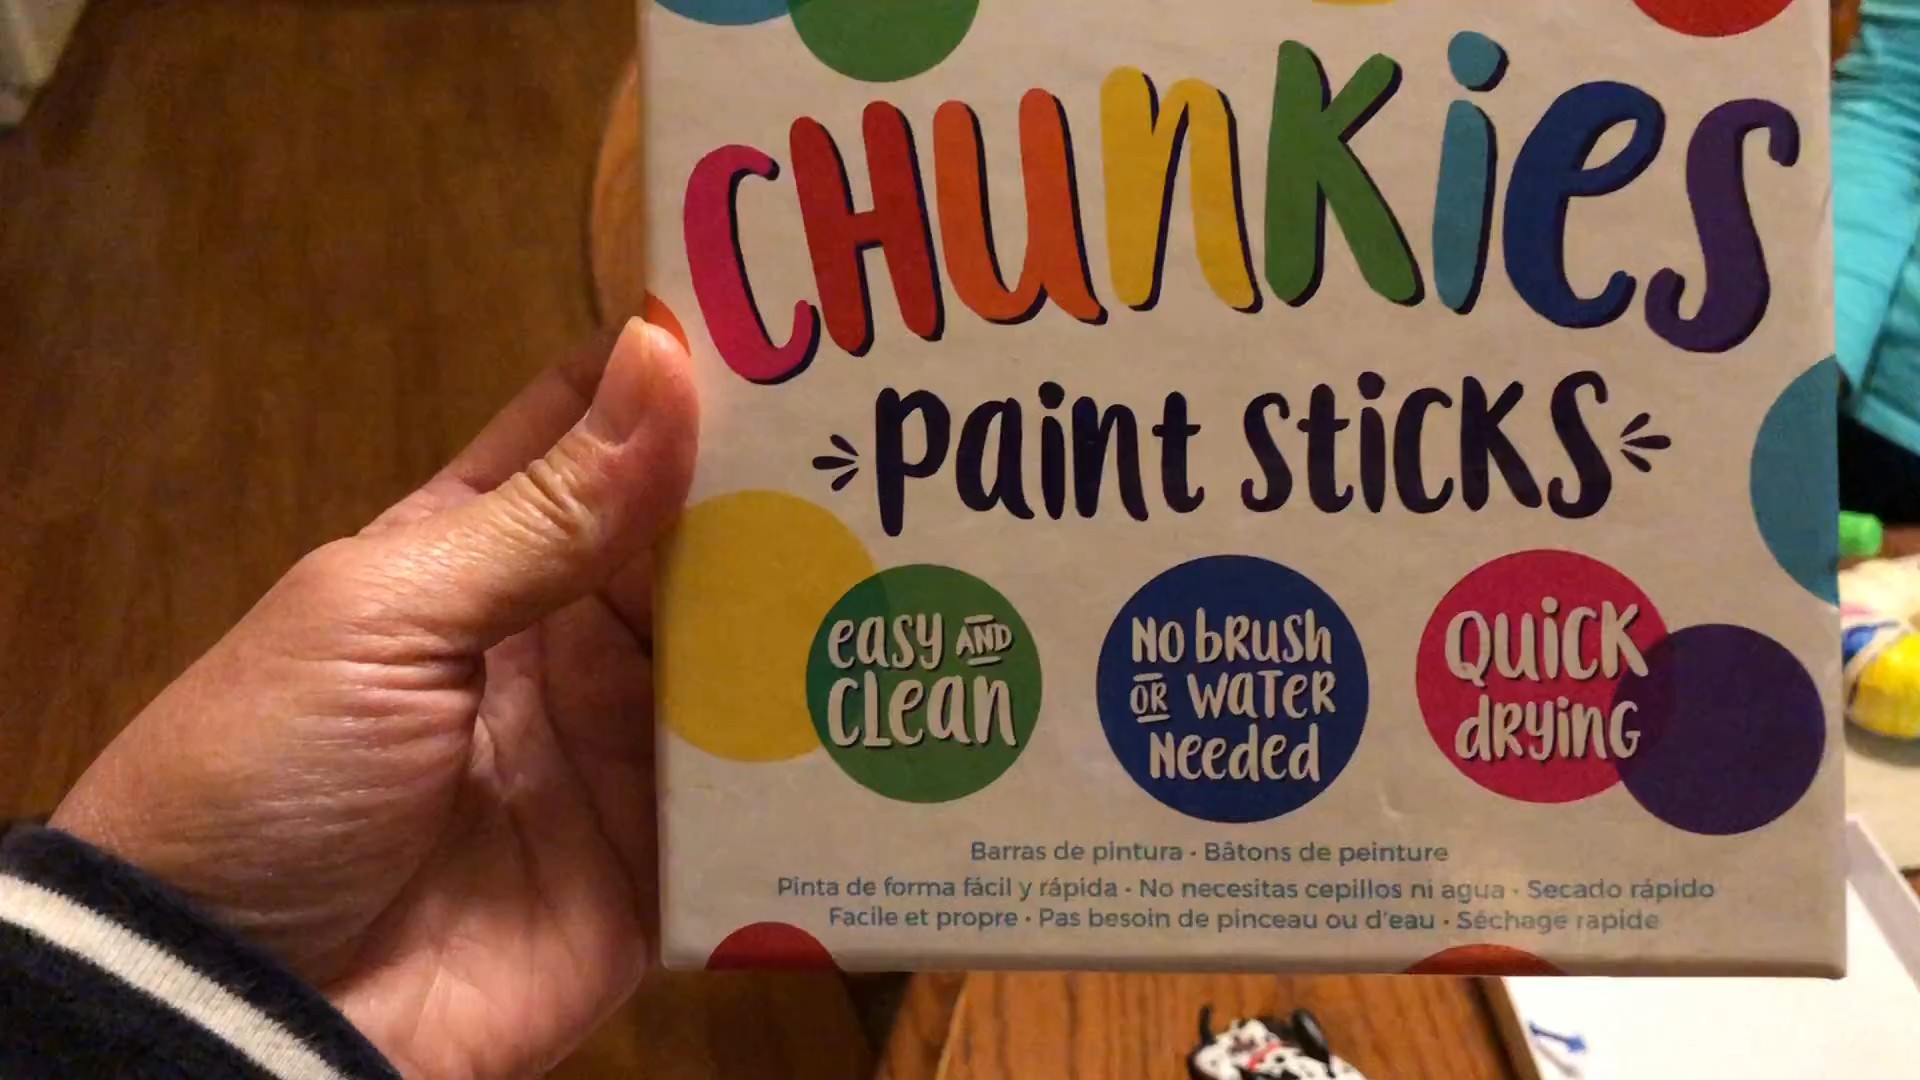 CHUNKieS
paint sticks
easy AND
CLean
No bRUSh
OR WaTeR
Needed
QUiCK
dRYiNG
Barras de pintura · Bâtons de peinture
Pinta de forma fácil y rápida · No necesitas cepillos ni agua · Secado rápido
Facile et propre · Pas besoin de pinceau ou d'eau · Séchage rapide